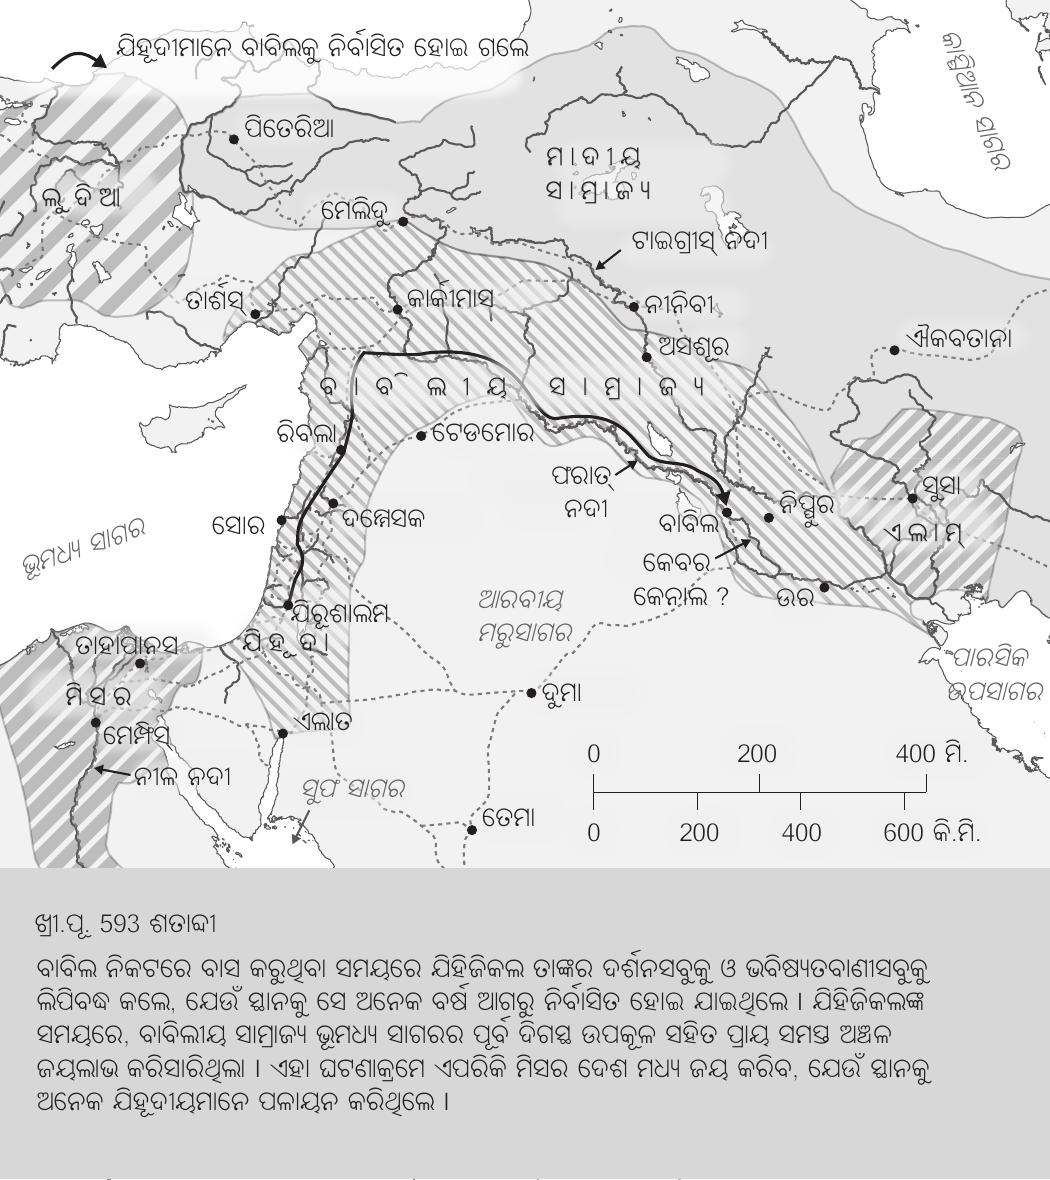 ଯିହୂଦୀମାନେ ବାବିଲକୁ ନିର୍ବାସିତ ହୋଇ ଗଲେ
କାସ୍ପିଆନ ସାଗର
ପିତେରିଆ
ମାଦୀୟ
ସାମ୍ରାଜ୍ୟ
ଲୁଦିଆ
ମେଲିଦୁ
ଟାଇଗ୍ରୀସ୍ ନଦୀ
ତାର୍ଶସ୍
କାର୍କୀମୀସ୍
ନୀନିବୀ
ଅସଶୂର
ଐକବତାନା
ବାବିଲୀୟ ସାମ୍ରାଜ୍ୟ
ରିବଲା
ଟେଡମୋର
ଫରାତ୍
ନଦୀ
ସୁସା
ନିପ୍ପୁର
ସୋର
ଦମ୍ମେସକ
ବାବିଲ
ଏଲାମ୍
ଭୂମଧ୍ୟ ସାଗର
କେବର
କେନାଲ ?
ଉର
ଆରବୀୟ
ମରୁସାଗର
ଯିରୂଶାଲମ
ଯିହୂଦା
ତାହାପାନସ
ପାରସିକ
ଉପସାଗର
ମିସର
ଦୁମା
ମେମ୍ଫିସ
ଏଲାତ
ନୀଳ ନଦୀ
ସୁଫ ସାଗର
ତେମା
0 200 400 ମି.
0 200 400 600 କି.ମି.
ଖ୍ରୀ.ପୂ. 593 ଶତାବ୍ଦୀ
ବାବିଲ ନିକଟରେ ବାସ କରୁଥିବା ସମୟରେ ଯିହିଜିକଲ ତାଙ୍କର ଦର୍ଶନସବୁକୁ ଓ ଭବିଷ୍ୟତବାଣୀସବୁକୁ
ଲିପିବଦ୍ଧ କଲେ, ଯେଉଁ ସ୍ଥାନକୁ ସେ ଅନେକ ବର୍ଷ ଆଗରୁ ନିର୍ବାସିତ ହୋଇ ଯାଇଥିଲେ । ଯିହିଜିକଲଙ୍କ
ସମୟରେ, ବାବିଲୀୟ ସାମ୍ରାଜ୍ୟ ଭୂମଧ୍ୟ ସାଗରର ପୂର୍ବ ଦିଗସ୍ଥ ଉପକୂଳ ସହିତ ପ୍ରାୟ ସମସ୍ତ ଅଞ୍ଚଳ
ଜୟଲାଭ କରିସାରିଥିଲା । ଏହା ଘଟଣାକ୍ରମେ ଏପରିକି ମିସର ଦେଶ ମଧ୍ୟ ଜୟ କରିବ, ଯେଉଁ ସ୍ଥାନକୁ
ଅନେକ ଯିହୂଦୀୟମାନେ ପଳାୟନ କରିଥିଲେ ।